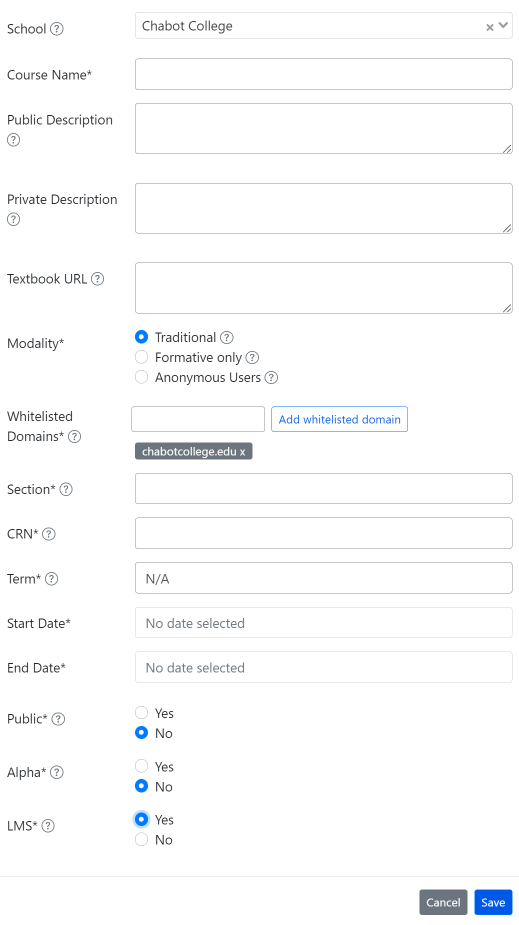 School ?
Chabot College × 
Course Name*
Public Description
?
Private Description
?
Textbook URL ?
Modality*
Traditional ?
Formative only ?
Anonymous Users ?
Whitelisted
Domains* ?
Add whitelisted domain
chabotcollege.edu x
Section* ?
CRN* ?
Term* ?
N/A
Start Date*
No date selected
End Date*
No date selected
Public* ?
Yes
No
Alpha* ?
Yes
No
LMS* ?
Yes
No
Cancel Save